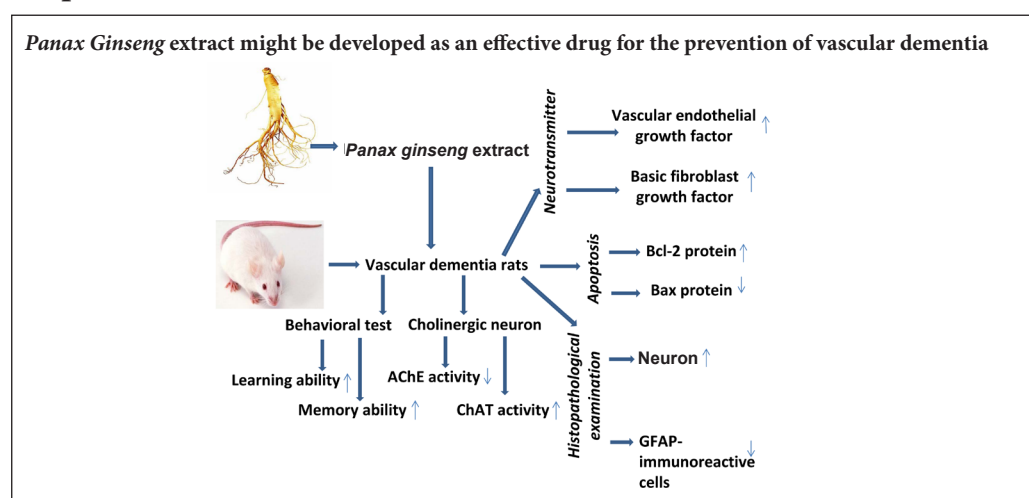 Panax Ginseng extract might be developed as an effective drug for the prevention of vascular dementia
Panax ginseng extract
Neurotransmitter
Vascular endothelial
growth factor ↑
Basic fibroblast
growth factor ↑
Vascular dementia rats
Apoptosis
Bcl-2 protein ↑
Bax protein ↓
Behavioral test
Cholinergic neuron
Learning ability ↑
Memory ability ↑
AChE activity ↓
ChAT activity ↑
Histopathological
examination
Neuron ↑
GFAP- ↓
immunoreactive
cells